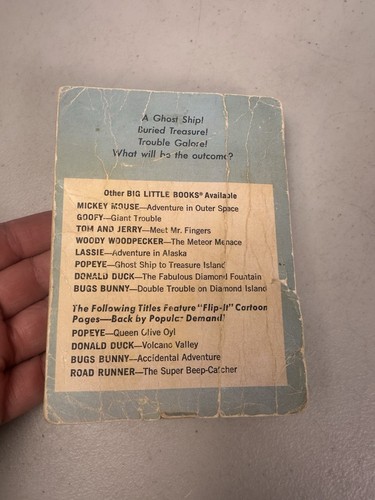 A Ghost Ship!
Buried Treasure!
Trouble Galore!
What will be the outcome?
Other BIG LITTLE BOOKS® Available
MICKEY MOUSE—Adventure in Outer Space
GOOFY—Giant Trouble
TOM AND JERRY—Meet Mr. Fingers
WOODY WOODPECKER—The Meteor Menace
LASSIE—Adventure in Alaska
POPEYE—Ghost Ship to Treasure Island
DONALD DUCK—The Fabulous Diamond Fountain
BUGS BUNNY—Double Trouble on Diamond Island
The Following Titles Feature "Flip-It" Cartoon
Pages—Back by Popular Demand!
POPEYE—Queen Olive Oyl
DONALD DUCK—Volcano Valley
BUGS BUNNY—Accidental Adventure
ROAD RUNNER—The Super Beep-Catcher